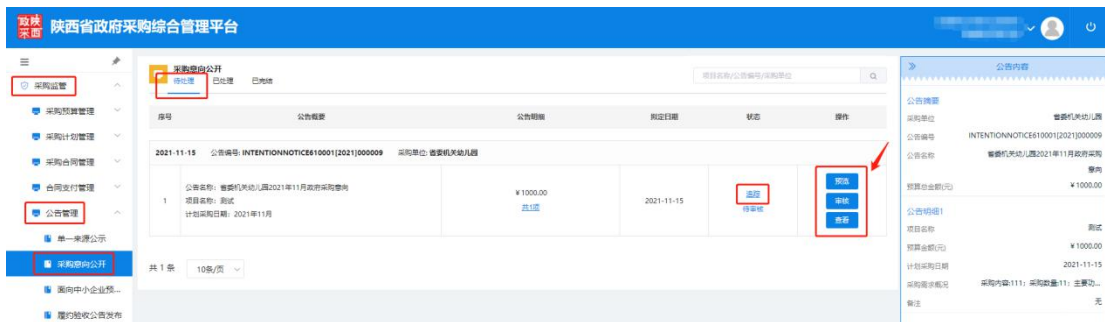 陕西省政府采购综合管理平台
采购监管
采购预算管理
采购计划管理
采购合同管理
合同支付管理
公告管理
单一来源公示
采购意向公开
面向中小企业预...
履约验收公告发布
采购意向公开
待处理 已处理 已完结
项目名称/公告编号/采购单位
序号 公告概要 公告明细 拟定日期 状态 操作
2021-11-15 公告编号: INTENTIONNOTICE610001[2021]000009 采购单位: 省委机关幼儿园
1
公告名称: 省委机关幼儿园2021年11月政府采购意向
项目名称: 测试
计划采购日期: 2021年11月
¥ 1000.00
共1项
2021-11-15
追踪
待审核
预览
审核
查看
共 1 条 10条/页
公告内容
公告摘要
采购单位 省委机关幼儿园
公告编号 INTENTIONNOTICE610001[2021]000009
公告名称 省委机关幼儿园2021年11月政府采购
意向
预算总金额(元) ¥ 1000.00
公告明细1
项目名称 测试
预算金额(元) ¥ 1000.00
计划采购日期 2021-11-15
采购需求概况 采购内容:111; 采购数量:11; 主要功...
备注 无